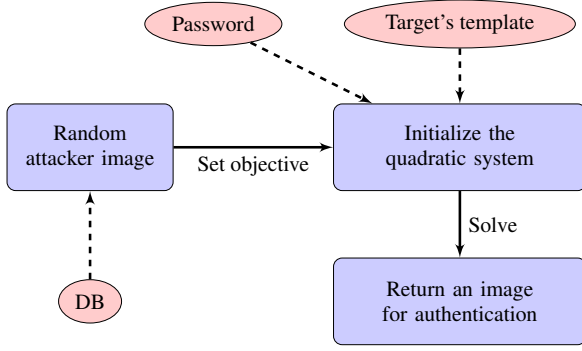 Password
Target's template
Random
attacker image
Set objective
Initialize the
quadratic system
Solve
DB
Return an image
for authentication